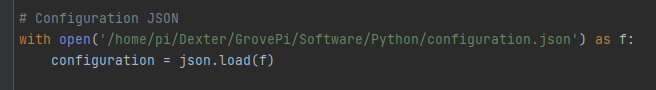 # Configuration JSON
with open('/home/pi/Dexter/GrovePi/Software/Python/configuration.json') as f:
    configuration = json.load(f)